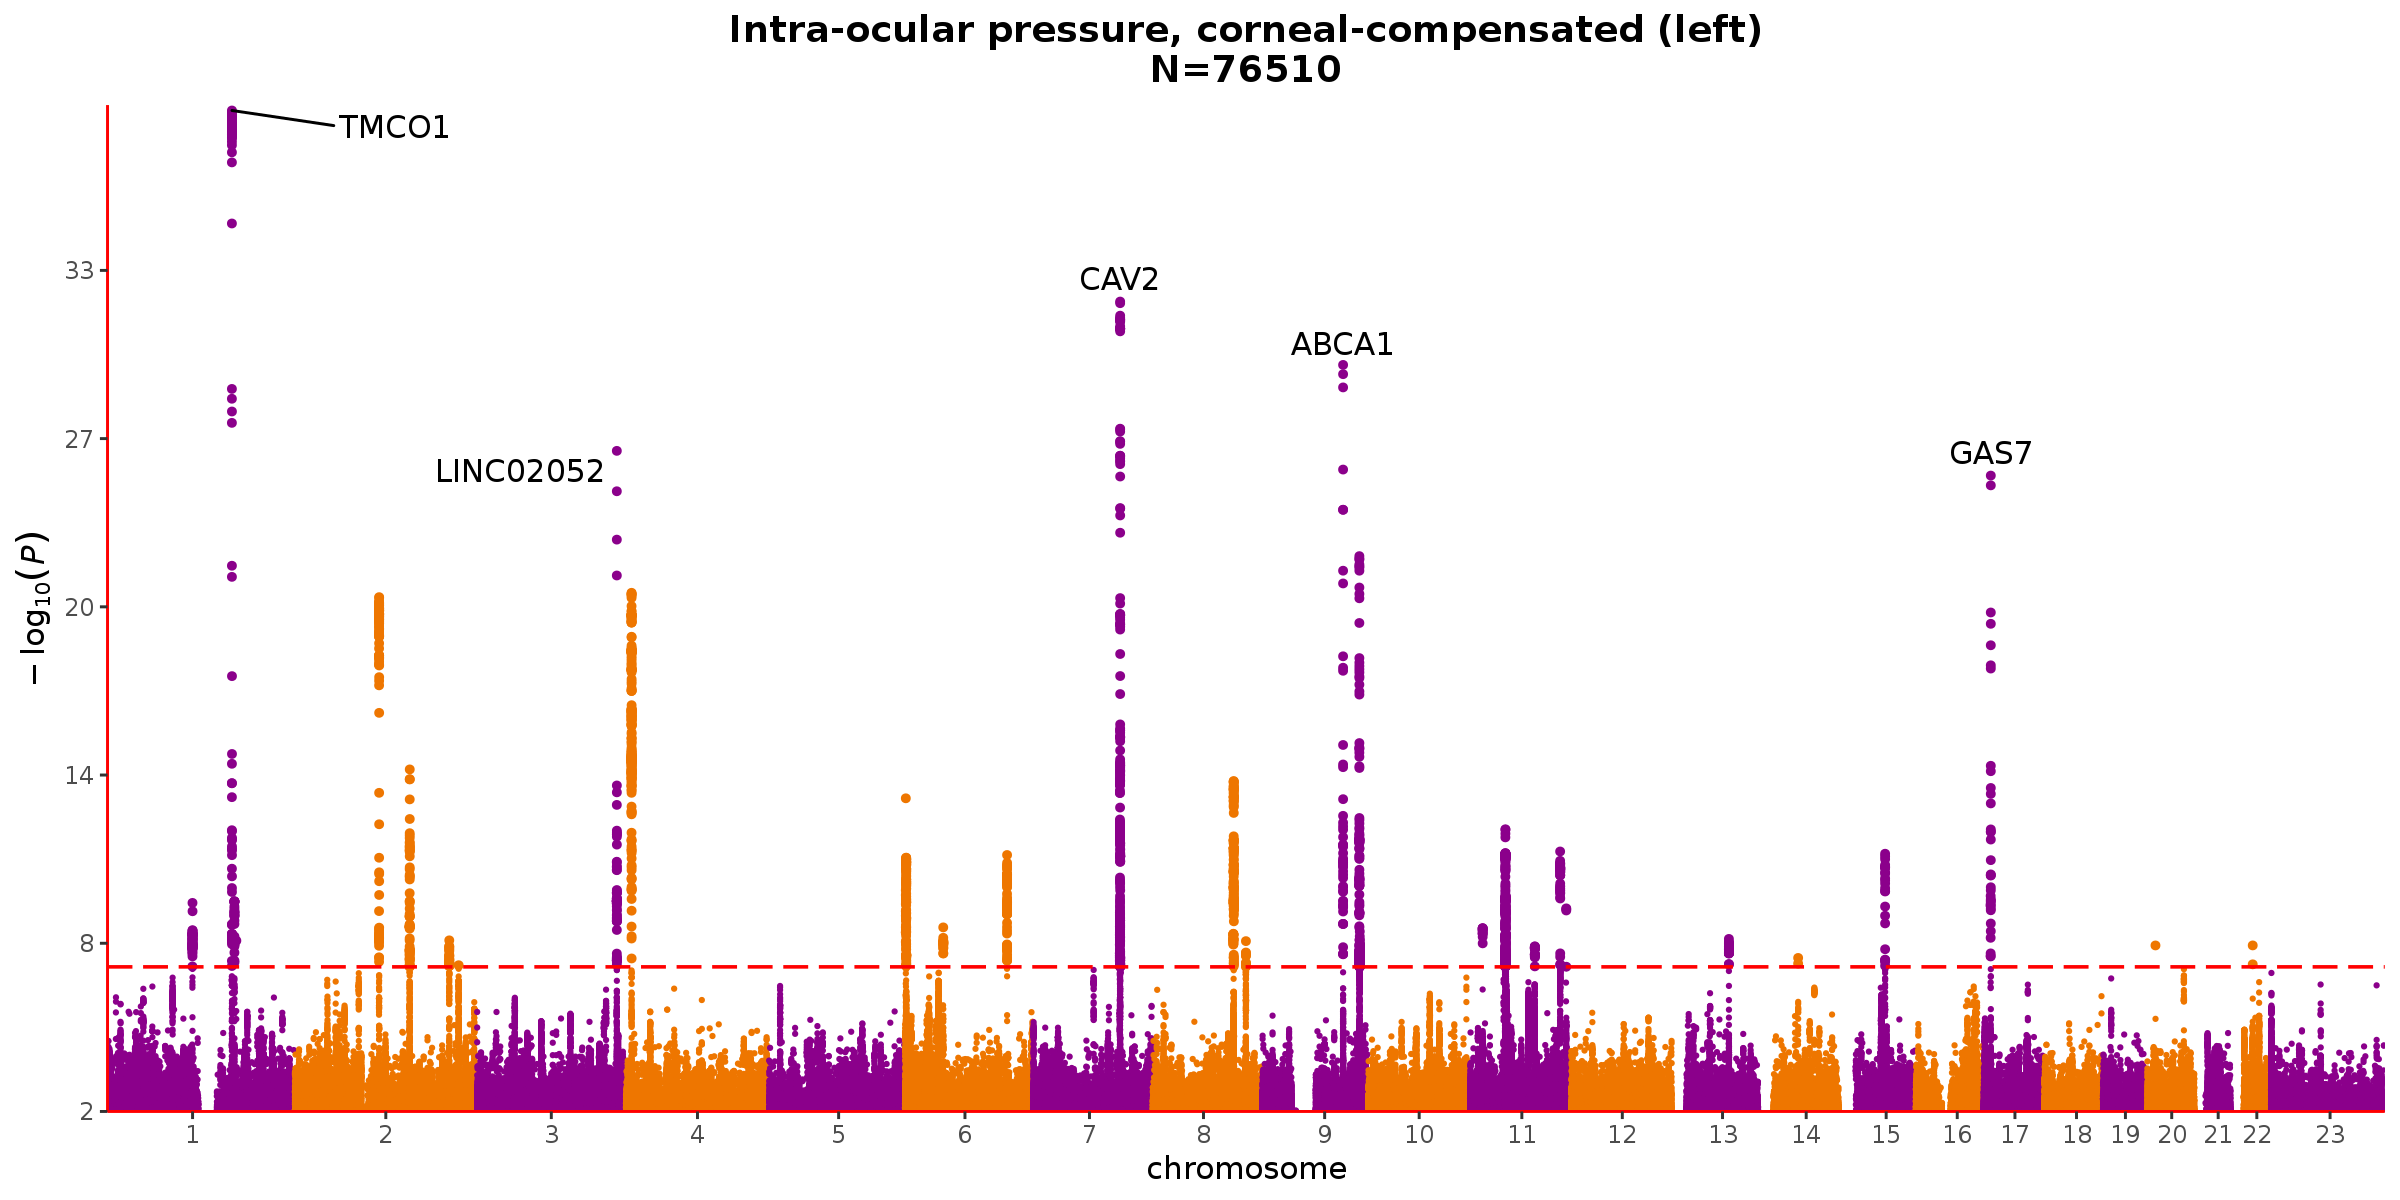 Intra-ocular pressure, corneal-compensated (left)
N=76510
TMCO1
CAV2
ABCA1
LINC02052
GAS7
33
27
20
14
8
2
−log10(P)
1 2 3 4 5 6 7 8 9 10 11 12 13 14 15 16 17 18 19 20 21 22 23
chromosome